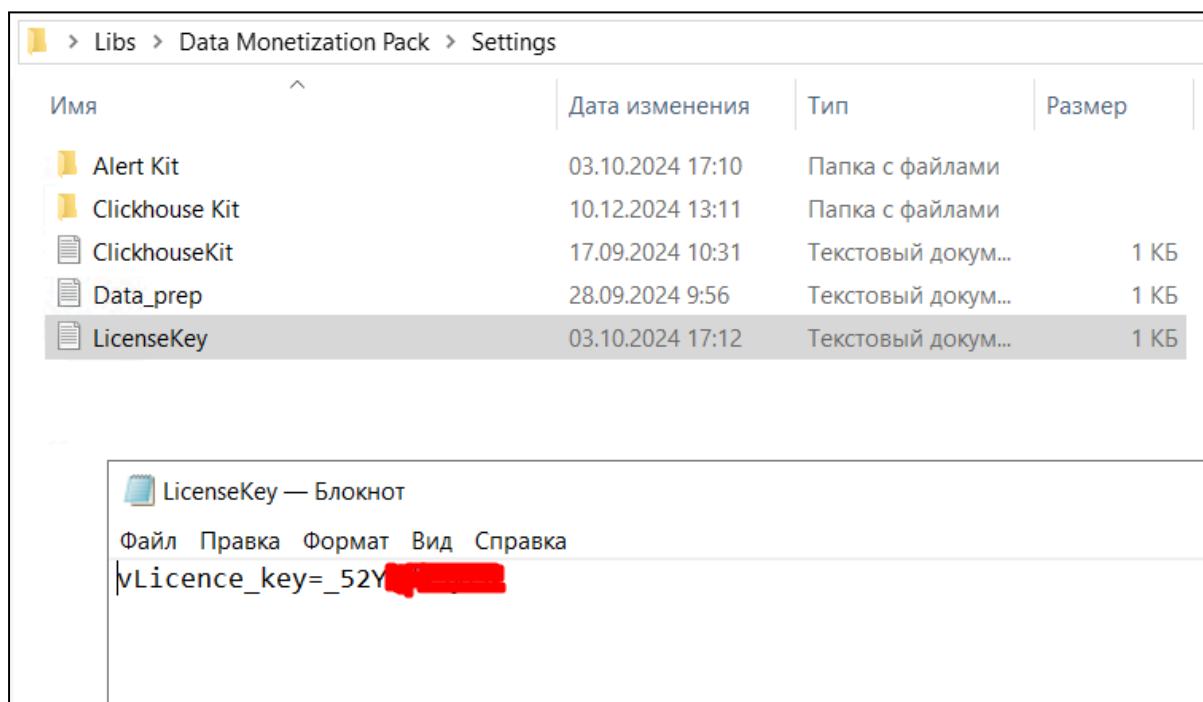 Libs > Data Monetization Pack > Settings
Имя Дата изменения Тип Размер
Alert Kit 03.10.2024 17:10 Папка с файлами
Clickhouse Kit 10.12.2024 13:11 Папка с файлами
ClickhouseKit 17.09.2024 10:31 Текстовый докум... 1 КБ
Data_prep 28.09.2024 9:56 Текстовый докум... 1 КБ
LicenseKey 03.10.2024 17:12 Текстовый докум... 1 КБ
LicenseKey — Блокнот
Файл Правка Формат Вид Справка
vLicence_key=_52Y